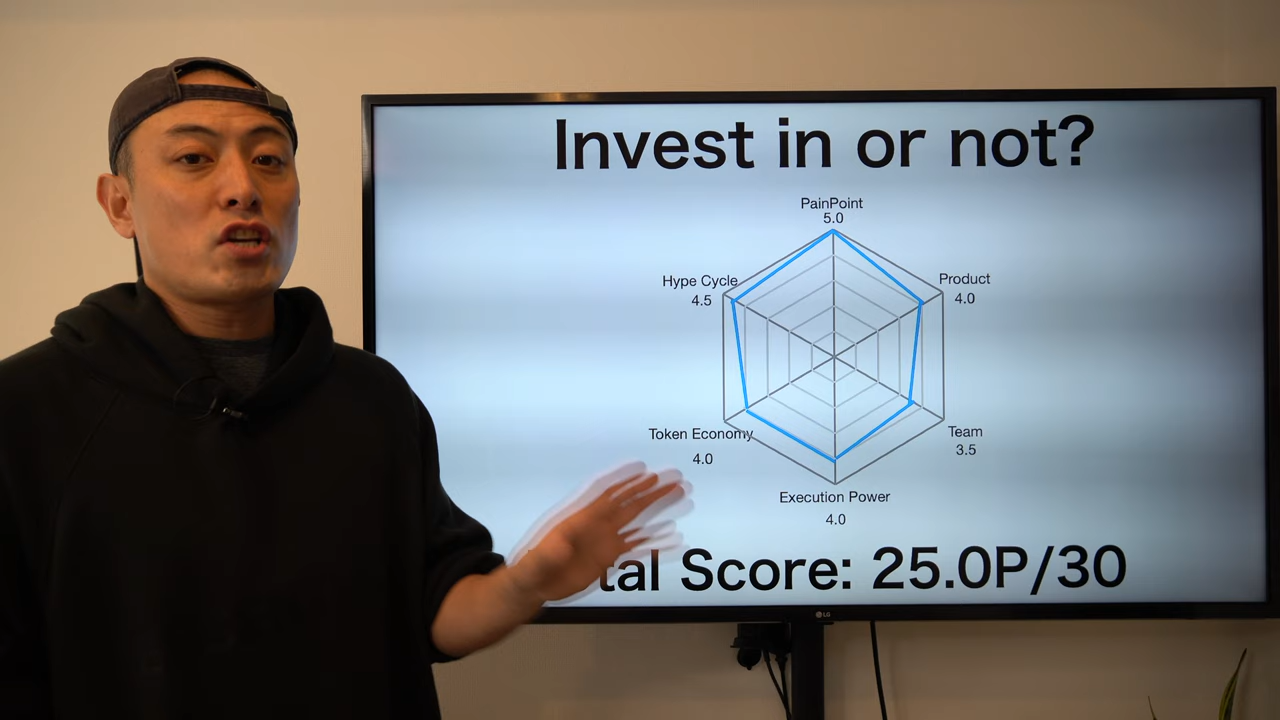 Invest in or not?
PainPoint
5.0
Hype Cycle
4.5
Product
4.0
Token Economy
4.0
Team
3.5
Execution Power
4.0
tal Score: 25.0P/30
LG